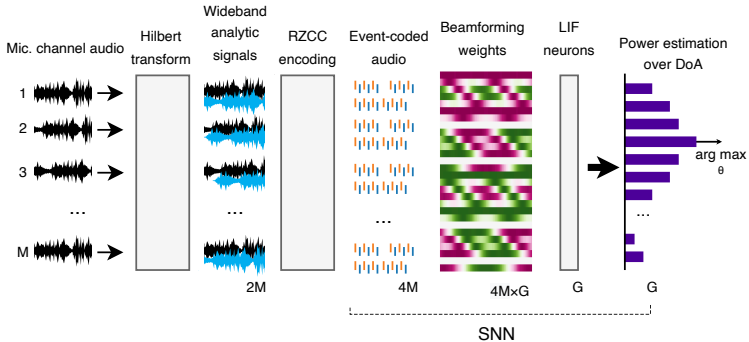 Mic. channel audio
Hilbert
transform
Wideband
analytic
signals
RZCC
encoding
Event-coded
audio
Beamforming
weights
LIF
neurons
Power estimation
over DoA
1
2
3
...
M
...
...
...
arg max
θ
2M
4M
4M×G
G
G
SNN